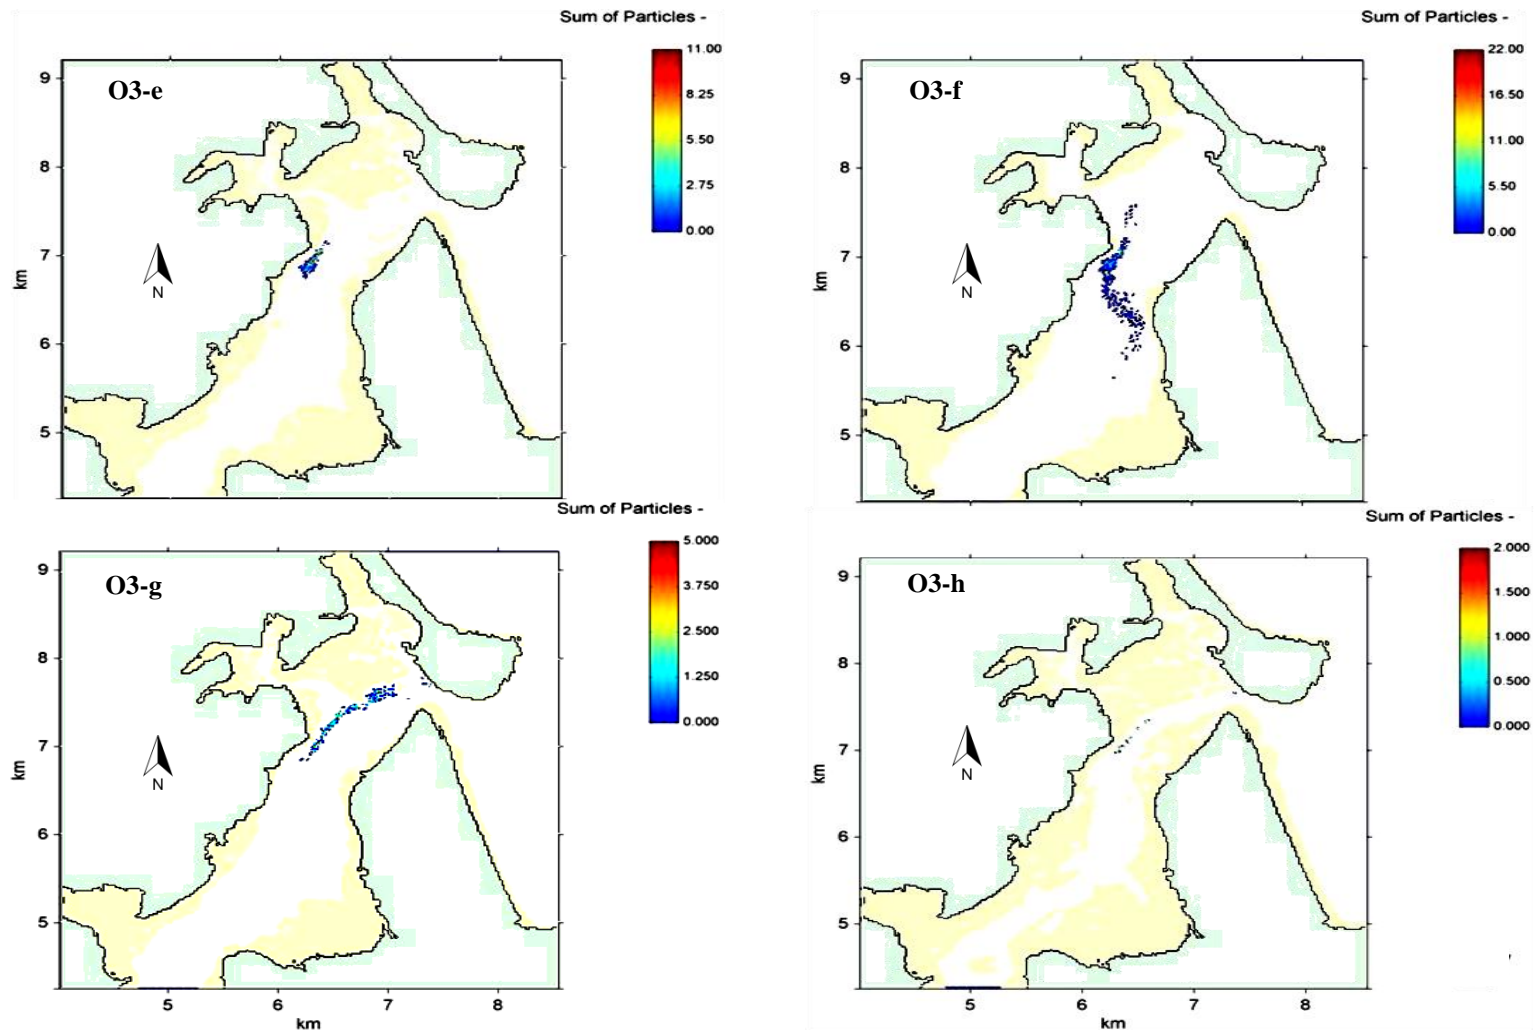 Sum of Particles -
11.00
8.25
5.50
2.75
0.00
O3-e
9
8
7
6
5
km
N
Sum of Particles -
22.00
16.50
11.00
5.50
0.00
O3-f
9
8
7
6
5
km
N
Sum of Particles -
5.000
3.750
2.500
1.250
0.000
O3-g
9
8
7
6
5
km
N
5 6 7 8
km
Sum of Particles -
2.000
1.500
1.000
0.500
0.000
O3-h
9
8
7
6
5
km
N
5 6 7 8
km